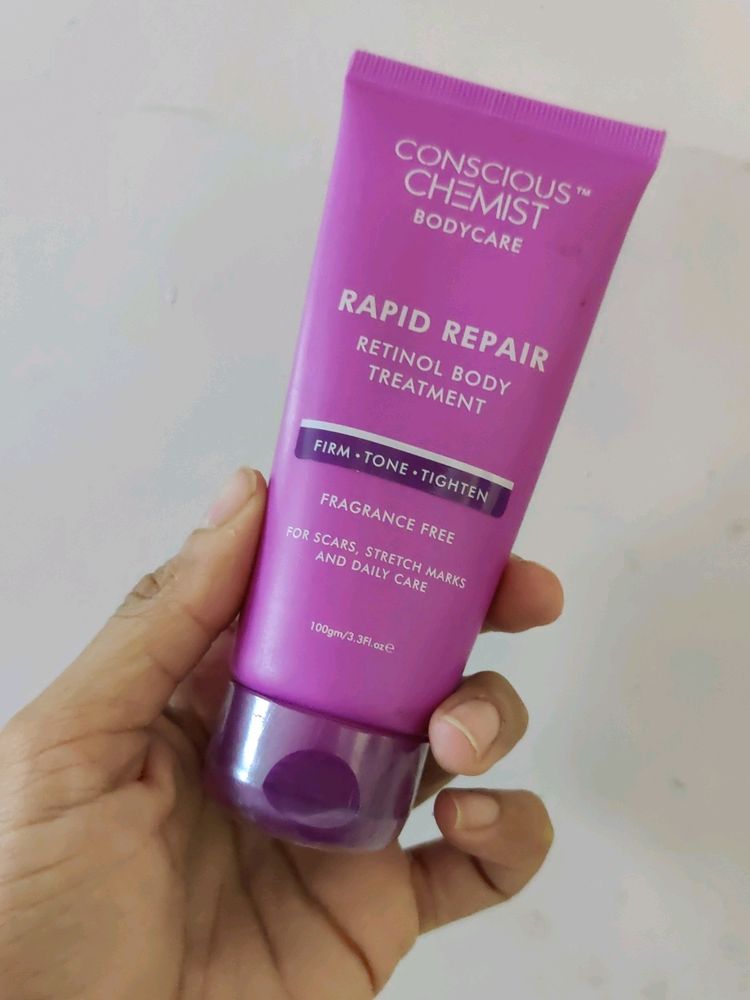 CONSCIOUS™
CHEMIST
BODYCARE
RAPID REPAIR
RETINOL BODY
TREATMENT
FIRM • TONE • TIGHTEN
FRAGRANCE FREE
FOR SCARS, STRETCH MARKS
AND DAILY CARE
100gm/3.3Fl.oz℮